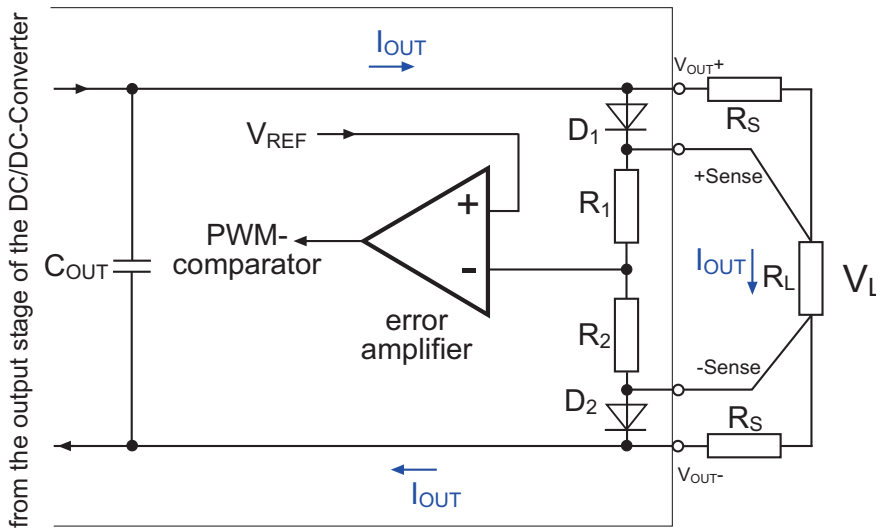 from the output stage of the DC/DC-Converter
IOUT
VOUT+
RS
D1
VREF
+Sense
R1
+
PWM-
comparator
COUT
-
IOUT
RL
VL
error
amplifier
R2
-Sense
D2
RS
VOUT-
IOUT